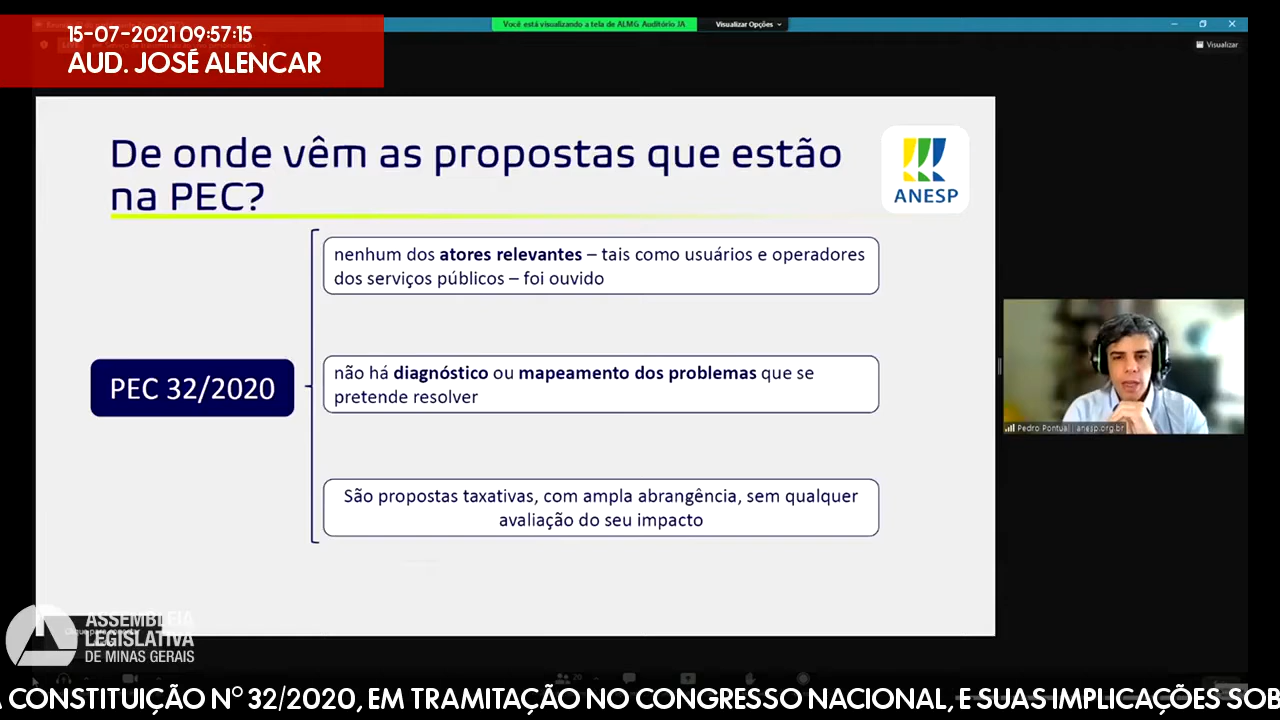 Você está visualizando a tela de ALMG Auditório JA
Visualizar Opções
15-07-2021 09:57:15
AUD. JOSÉ ALENCAR
Visualizar
De onde vêm as propostas que estão
na PEC?
ANESP
nenhum dos atores relevantes – tais como usuários e operadores
dos serviços públicos – foi ouvido
PEC 32/2020
não há diagnóstico ou mapeamento dos problemas que se
pretende resolver
São propostas taxativas, com ampla abrangência, sem qualquer
avaliação do seu impacto
Pedro Pontual | anesp.org.br
ASSEMBLEIA
LEGISLATIVA
DE MINAS GERAIS
CONSTITUIÇÃO Nº 32/2020, EM TRAMITAÇÃO NO CONGRESSO NACIONAL, E SUAS IMPLICAÇÕES SOB